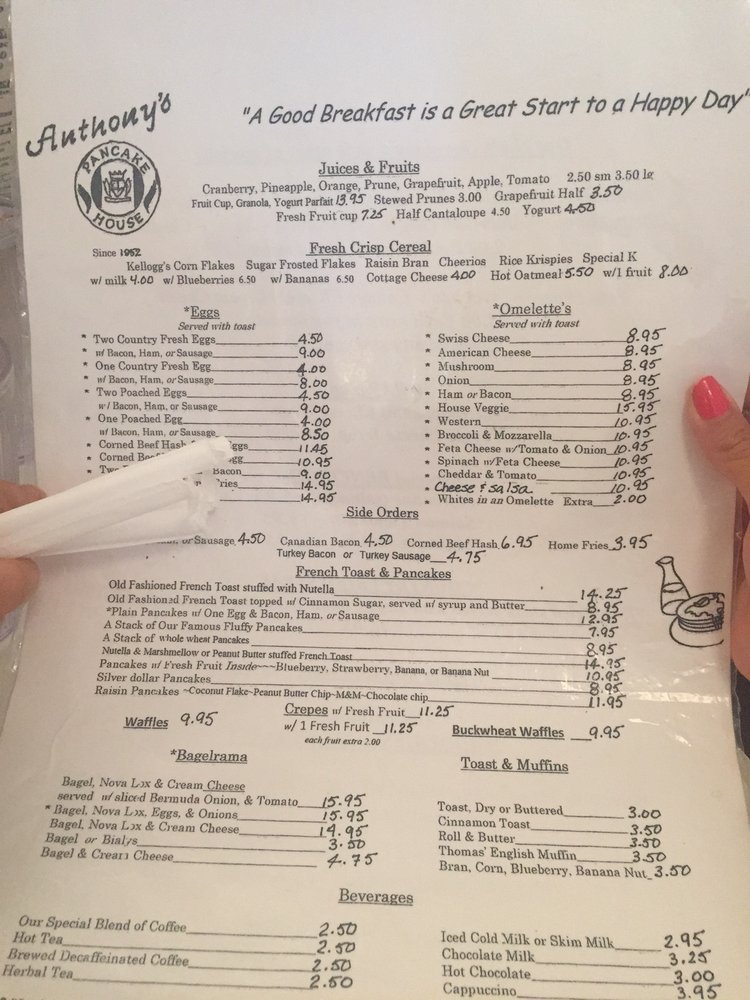 Anthony's
PANCAKE HOUSE
"A Good Breakfast is a Great Start to a Happy Day"
Since 1952
Juices & Fruits
Cranberry, Pineapple, Orange, Prune, Grapefruit, Apple, Tomato 2.50 sm 3.50 lg
Fruit Cup, Granola, Yogurt Parfait 13.95 Stewed Prunes 3.00 Grapefruit Half 3.50
Fresh Fruit cup 7.25 Half Cantaloupe 4.50 Yogurt 4.50
Fresh Crisp Cereal
Kellogg's Corn Flakes Sugar Frosted Flakes Raisin Bran Cheerios Rice Krispies Special K
w/ milk 4.00 w/ Blueberries 6.50 w/ Bananas 6.50 Cottage Cheese 4.00 Hot Oatmeal 5.50 w/1 fruit 8.00
*Eggs
Served with toast
* Two Country Fresh Eggs 4.50
* w/ Bacon, Ham, or Sausage 9.00
* One Country Fresh Egg 4.00
* w/ Bacon, Ham, or Sausage 8.00
* Two Poached Eggs 4.50
w/ Bacon, Ham, or Sausage 9.00
* One Poached Egg 4.00
w/ Bacon, Ham, or Sausage 8.50
* Corned Beef Hash Eggs 11.45
* Corned Egg 10.95
* Bacon 9.00
Fries 14.95
14.95
*Omelette's
Served with toast
* Swiss Cheese 8.95
* American Cheese 8.95
* Mushroom 8.95
* Onion 8.95
* Ham or Bacon 8.95
* House Veggie 15.95
* Western 10.95
* Broccoli & Mozzarella 10.95
* Feta Cheese w/Tomato & Onion 10.95
* Spinach w/Feta Cheese 10.95
* Cheddar & Tomato 10.95
* Cheese & salsa 10.95
* Whites in an Omelette Extra 2.00
Side Orders
or Sausage 4.50 Canadian Bacon 4.50 Corned Beef Hash 6.95 Home Fries 3.95
Turkey Bacon or Turkey Sausage 4.75
French Toast & Pancakes
Old Fashioned French Toast stuffed with Nutella 14.25
Old Fashioned French Toast topped w/ Cinnamon Sugar, served w/ syrup and Butter 8.95
*Plain Pancakes w/ One Egg & Bacon, Ham, or Sausage 12.95
A Stack of Our Famous Fluffy Pancakes 7.95
A Stack of whole wheat Pancakes 8.95
Nutella & Marshmellow or Peanut Butter stuffed French Toast 14.95
Pancakes w/ Fresh Fruit Inside~~~Blueberry, Strawberry, Banana, or Banana Nut 10.95
Silver dollar Pancakes 8.95
Raisin Pancakes ~Coconut Flake~Peanut Butter Chip~M&M~Chocolate chip 11.95
Waffles 9.95
Crepes w/ Fresh Fruit 11.25
w/ 1 Fresh Fruit 11.25
each fruit extra 2.00
Buckwheat Waffles 9.95
*Bagelrama
Bagel, Nova Lox & Cream Cheese
served w/ sliced Bermuda Onion, & Tomato 15.95
* Bagel, Nova Lox, Eggs, & Onions 15.95
Bagel, Nova Lox & Cream Cheese 14.95
Bagel or Bialys 3.50
Bagel & Cream Cheese 4.75
Toast & Muffins
Toast, Dry or Buttered 3.00
Cinnamon Toast 3.50
Roll & Butter 3.50
Thomas' English Muffin 3.50
Bran, Corn, Blueberry, Banana Nut 3.50
Beverages
Our Special Blend of Coffee 2.50
Hot Tea 2.50
Brewed Decaffeinated Coffee 2.50
Herbal Tea 2.50
Iced Cold Milk or Skim Milk 2.95
Chocolate Milk 3.25
Hot Chocolate 3.00
Cappuccino 3.95